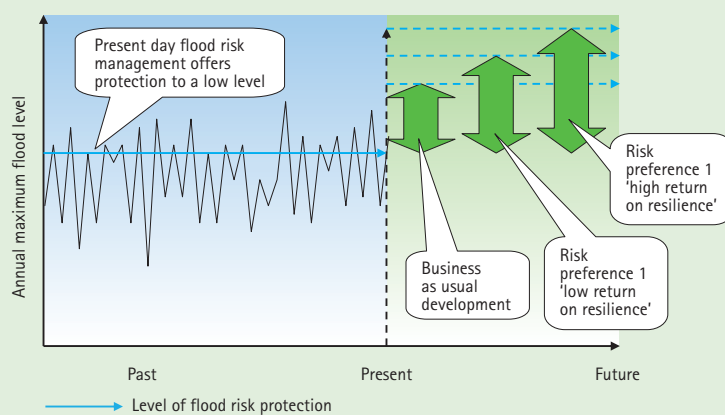 Annual maximum flood level
Present day flood risk
management offers
protection to a low level
Business
as usual
development
Risk
preference 1
'low return
on resilience'
Risk
preference 1
'high return
on resilience'
Past
Present
Future
Level of flood risk protection